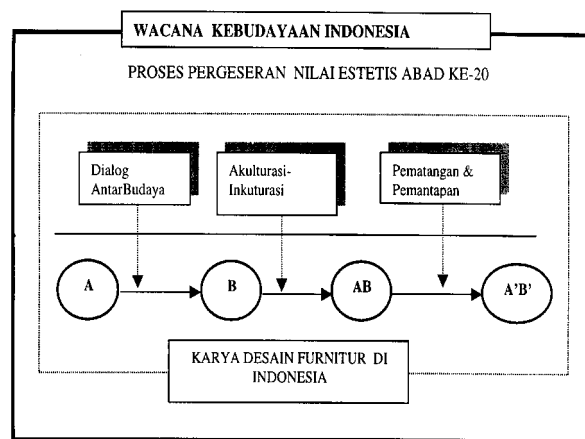 WACANA KEBUDAYAAN INDONESIA
PROSES PERGESERAN NILAI ESTETIS ABAD KE-20
Dialog
AntarBudaya
Akulturasi-
Inkuturasi
Pematangan &
Pemantapan
A
B
AB
A'B'
KARYA DESAIN FURNITUR DI
INDONESIA